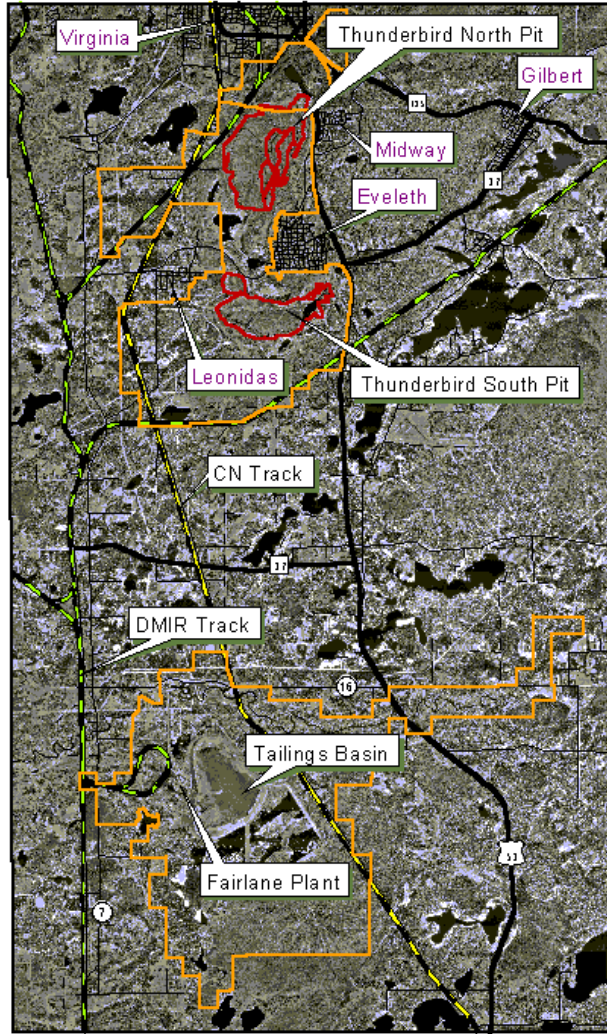 Virginia
Thunderbird North Pit
Gilbert
135
Midway
37
Eveleth
Leonidas
Thunderbird South Pit
CN Track
37
DMIR Track
16
Tailings Basin
53
Fairlane Plant
7